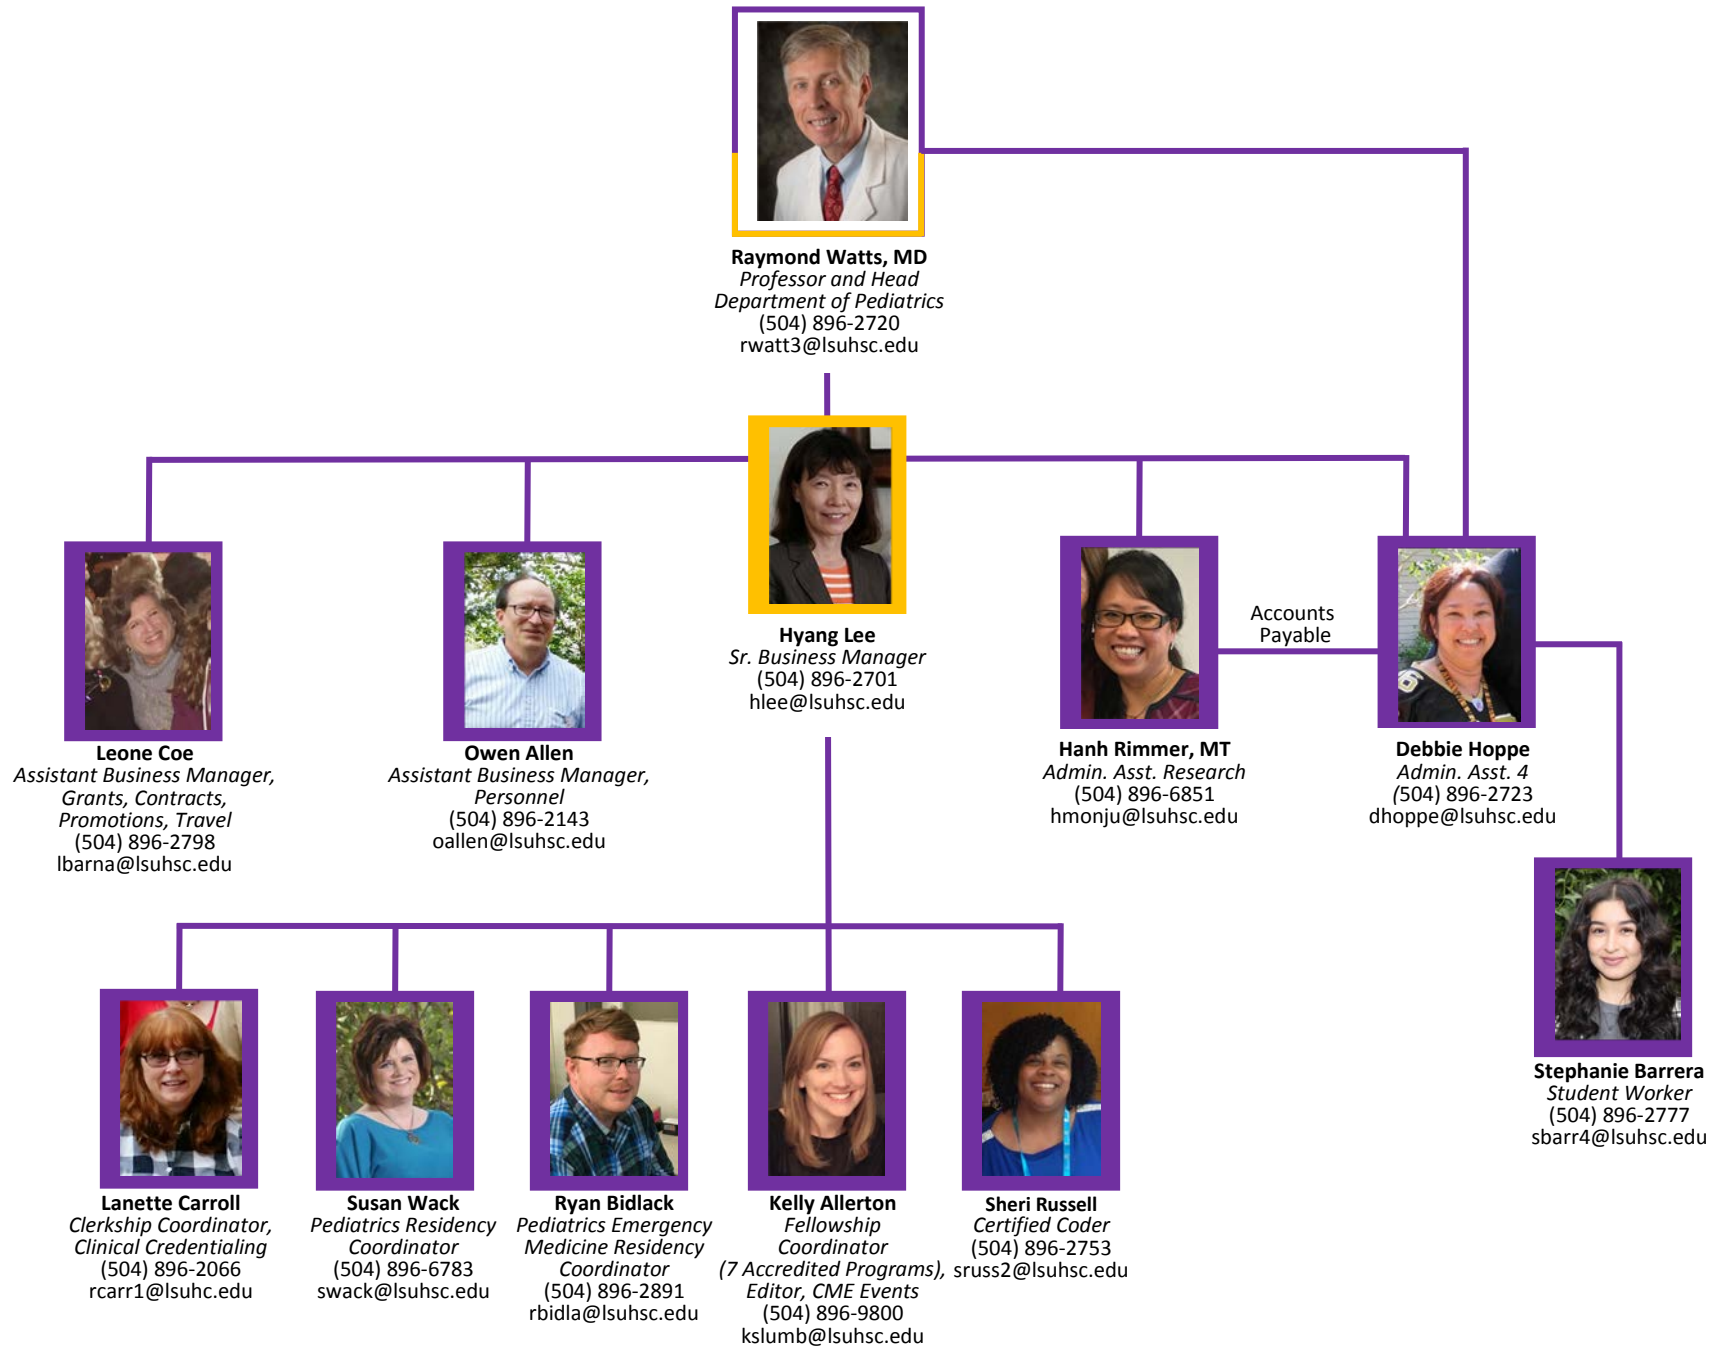 Raymond Watts, MD
Professor and Head
Department of Pediatrics
(504) 896-2720
rwatt3@lsuhsc.edu
Hyang Lee
Sr. Business Manager
(504) 896-2701
hlee@lsuhsc.edu
Leone Coe
Assistant Business Manager,
Grants, Contracts,
Promotions, Travel
(504) 896-2798
lbarna@lsuhsc.edu
Owen Allen
Assistant Business Manager,
Personnel
(504) 896-2143
oallen@lsuhsc.edu
Hanh Rimmer, MT
Admin. Asst. Research
(504) 896-6851
hmonju@lsuhsc.edu
Accounts
Payable
Debbie Hoppe
Admin. Asst. 4
(504) 896-2723
dhoppe@lsuhsc.edu
Stephanie Barrera
Student Worker
(504) 896-2777
sbarr4@lsuhsc.edu
Lanette Carroll
Clerkship Coordinator,
Clinical Credentialing
(504) 896-2066
rcarr1@lsuhc.edu
Susan Wack
Pediatrics Residency
Coordinator
(504) 896-6783
swack@lsuhsc.edu
Ryan Bidlack
Pediatrics Emergency
Medicine Residency
Coordinator
(504) 896-2891
rbidla@lsuhsc.edu
Kelly Allerton
Fellowship
Coordinator
(7 Accredited Programs),
Editor, CME Events
(504) 896-9800
kslumb@lsuhsc.edu
Sheri Russell
Certified Coder
(504) 896-2753
sruss2@lsuhsc.edu